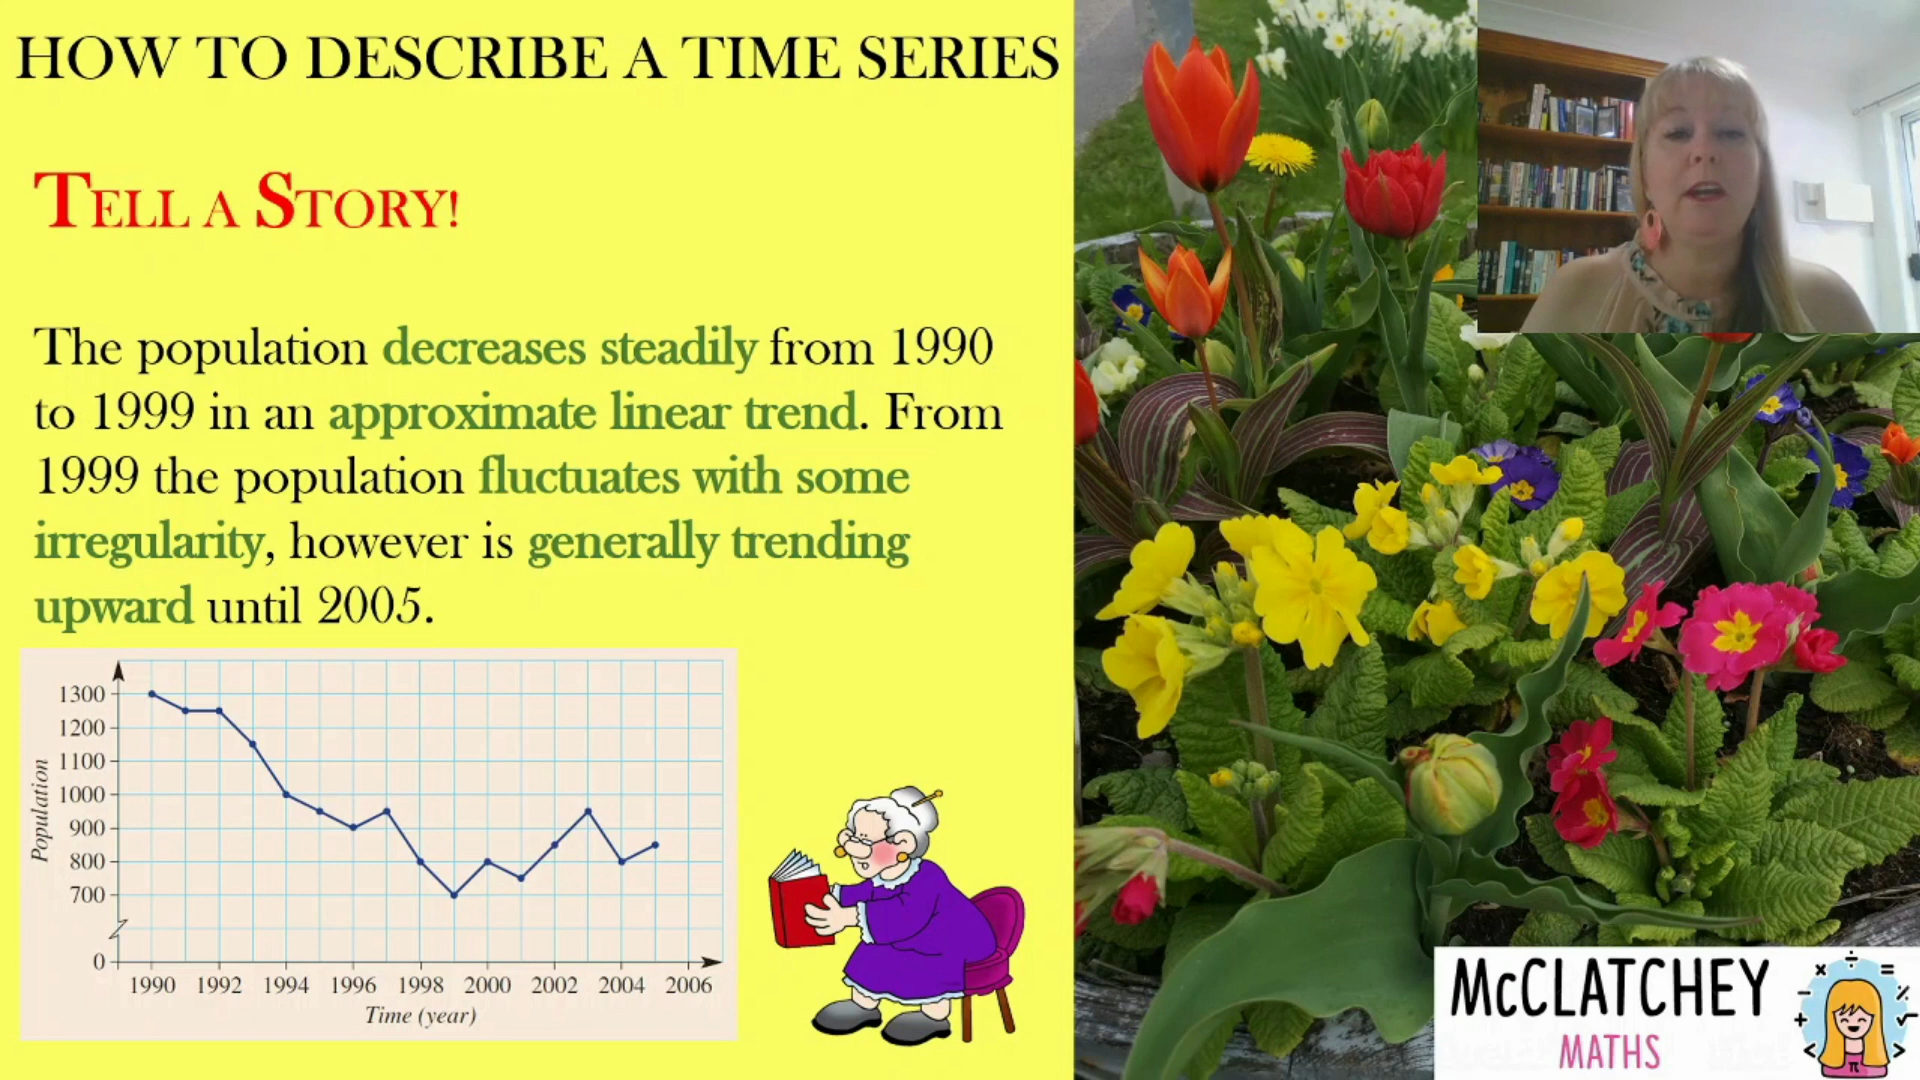 HOW TO DESCRIBE A TIME SERIES
TELL A STORY!
The population decreases steadily from 1990
to 1999 in an approximate linear trend. From
1999 the population fluctuates with some
irregularity, however is generally trending
upward until 2005.
Population
1300
1200
1100
1000
900
800
700
0
1990 1992 1994 1996 1998 2000 2002 2004 2006
Time (year)
McCLATCHEY
MATHS